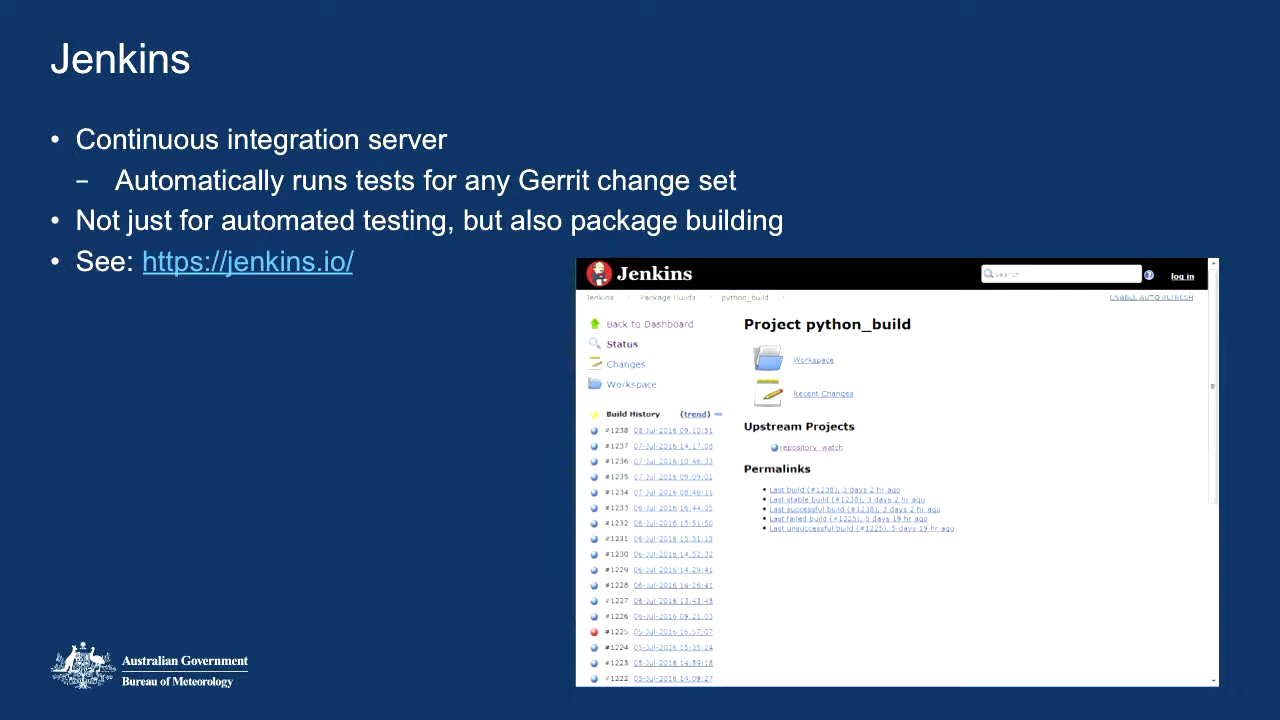 Jenkins
• Continuous integration server
– Automatically runs tests for any Gerrit change set
• Not just for automated testing, but also package building
• See: https://jenkins.io/
Jenkins
search
log in
Jenkins
Package Builds
python_build
ENABLE AUTO REFRESH
Back to Dashboard
Status
Changes
Workspace
Build History (trend)
#1238 08-Jul-2016 09:10:51
#1237 07-Jul-2016 14:17:08
#1236 07-Jul-2016 10:46:33
#1235 07-Jul-2016 09:09:01
#1234 07-Jul-2016 08:46:11
#1233 06-Jul-2016 16:44:05
#1232 06-Jul-2016 15:51:50
#1231 06-Jul-2016 15:31:15
#1230 06-Jul-2016 14:52:32
#1229 06-Jul-2016 14:29:41
#1228 06-Jul-2016 14:26:41
#1227 06-Jul-2016 13:43:48
#1226 06-Jul-2016 09:21:03
#1225 05-Jul-2016 16:57:07
#1224 05-Jul-2016 15:35:24
#1223 05-Jul-2016 14:59:18
#1222 05-Jul-2016 14:09:27
Project python_build
Workspace
Recent Changes
Upstream Projects
repository_watch
Permalinks
• Last build (#1238), 3 days 2 hr ago
• Last stable build (#1238), 3 days 2 hr ago
• Last successful build (#1238), 3 days 2 hr ago
• Last failed build (#1225), 5 days 19 hr ago
• Last unsuccessful build (#1225), 5 days 19 hr ago
Australian Government
Bureau of Meteorology